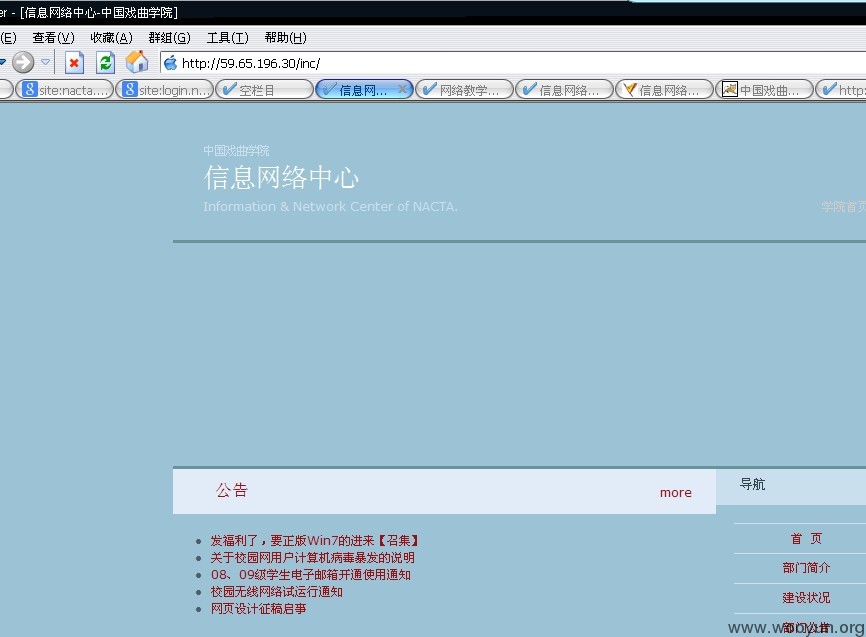 er - [信息网络中心-中国戏曲学院]
(E) 查看(V) 收藏(A) 群组(G) 工具(T) 帮助(H)
http://59.65.196.30/inc/
site:nacta.... site:login.n... 空栏目 信息网... 网络教学... 信息网络... 信息网络... 中国戏曲... http:
中国戏曲学院
信息网络中心
Information & Network Center of NACTA.
学院首页
公告
more
导航
发福利了，要正版Win7的进来【召集】
关于校园网用户计算机病毒暴发的说明
08、09级学生电子邮箱开通使用通知
校园无线网络试运行通知
网页设计征稿启事
首 页
部门简介
建设状况
部门公告
www.wooyun.org